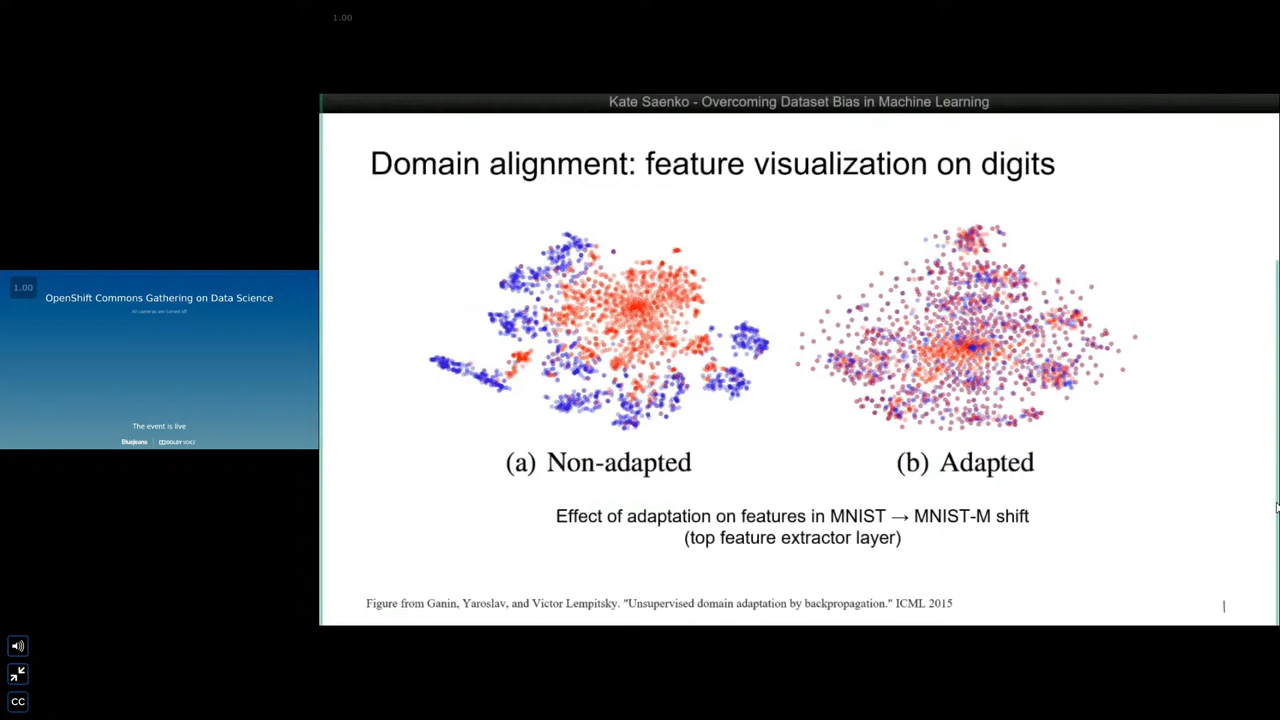 1.00
Kate Saenko - Overcoming Dataset Bias in Machine Learning
Domain alignment: feature visualization on digits
1.00
OpenShift Commons Gathering on Data Science
All cameras are turned off
The event is live
BlueJeans | DOLBY VOICE
(a) Non-adapted
(b) Adapted
Effect of adaptation on features in MNIST → MNIST-M shift
(top feature extractor layer)
Figure from Ganin, Yaroslav, and Victor Lempitsky. "Unsupervised domain adaptation by backpropagation." ICML 2015
CC